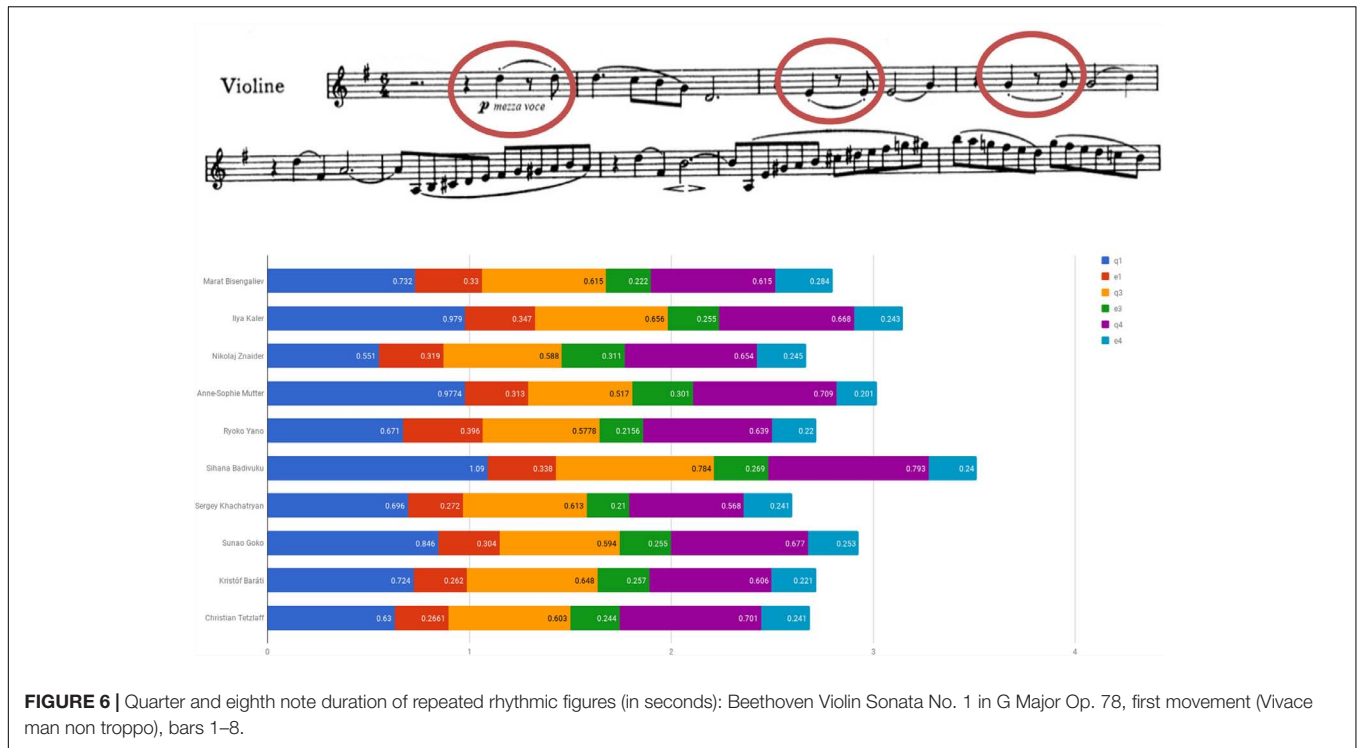 Violine
p mezza voce
Marat Bisengaliev 0.732 0.33 0.615 0.222 0.615 0.284
Ilya Kaler 0.979 0.347 0.656 0.255 0.668 0.243
Nikolaj Znaider 0.551 0.319 0.588 0.311 0.654 0.245
Anne-Sophie Mutter 0.9774 0.313 0.517 0.301 0.709 0.201
Ryoko Yano 0.671 0.396 0.5778 0.2156 0.639 0.22
Sihana Badivuku 1.09 0.338 0.784 0.269 0.793 0.24
Sergey Khachatryan 0.696 0.272 0.613 0.21 0.568 0.241
Sunao Goko 0.846 0.304 0.594 0.255 0.677 0.253
Kristóf Baráti 0.724 0.262 0.648 0.257 0.606 0.221
Christian Tetzlaff 0.63 0.2661 0.603 0.244 0.701 0.241
0 1 2 3 4
q1
e1
q3
e3
q4
e4
FIGURE 6 | Quarter and eighth note duration of repeated rhythmic figures (in seconds): Beethoven Violin Sonata No. 1 in G Major Op. 78, first movement (Vivace
man non troppo), bars 1–8.